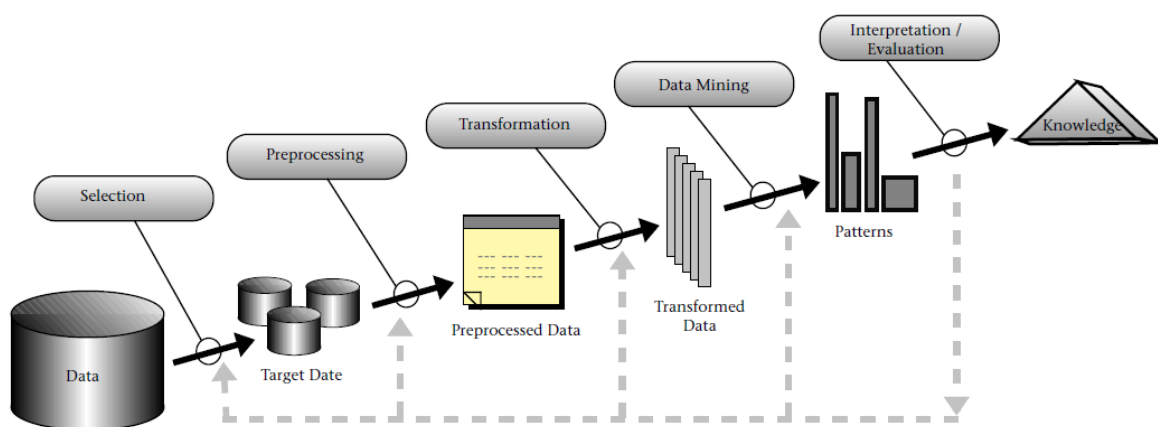 Interpretation /
Evaluation
Data Mining
Transformation
Preprocessing
Selection
Data
Target Date
Preprocessed Data
Transformed
Data
Patterns
Knowledge